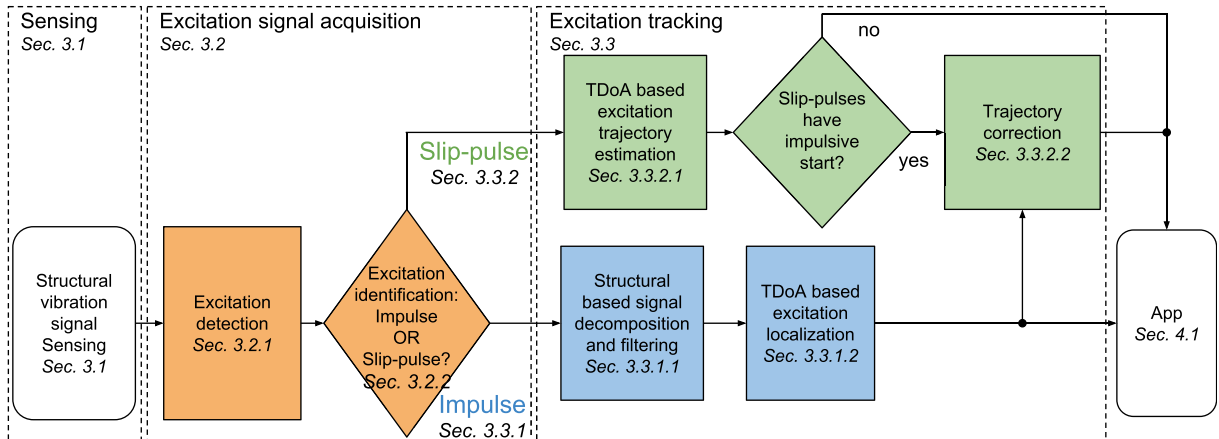 Sensing
Sec. 3.1
Excitation signal acquisition
Sec. 3.2
Excitation tracking
Sec. 3.3
Structural
vibration
signal
Sensing
Sec. 3.1
Excitation
detection
Sec. 3.2.1
Excitation
identification:
Impulse
OR
Slip-pulse?
Sec. 3.2.2
Slip-pulse
Sec. 3.3.2
Impulse
Sec. 3.3.1
TDoA based
excitation
trajectory
estimation
Sec. 3.3.2.1
Slip-pulses
have
impulsive
start?
no
yes
Trajectory
correction
Sec. 3.3.2.2
Structural
based signal
decomposition
and filtering
Sec. 3.3.1.1
TDoA based
excitation
localization
Sec. 3.3.1.2
App
Sec. 4.1